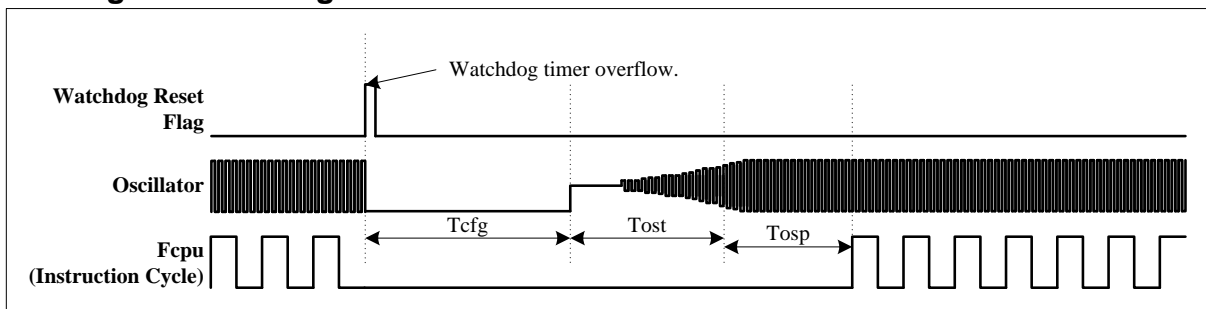 Watchdog timer overflow.
Watchdog Reset
Flag
Oscillator
Tcfg
Tost
Tosp
Fcpu
(Instruction Cycle)